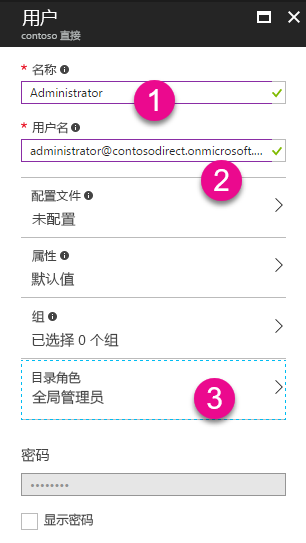 用户
contoso 直接
* 名称
Administrator
1
* 用户名
administrator@contosodirect.onmicrosoft....
2
配置文件
未配置
属性
默认值
组
已选择 0 个组
目录角色
全局管理员
3
密码
••••••••
显示密码